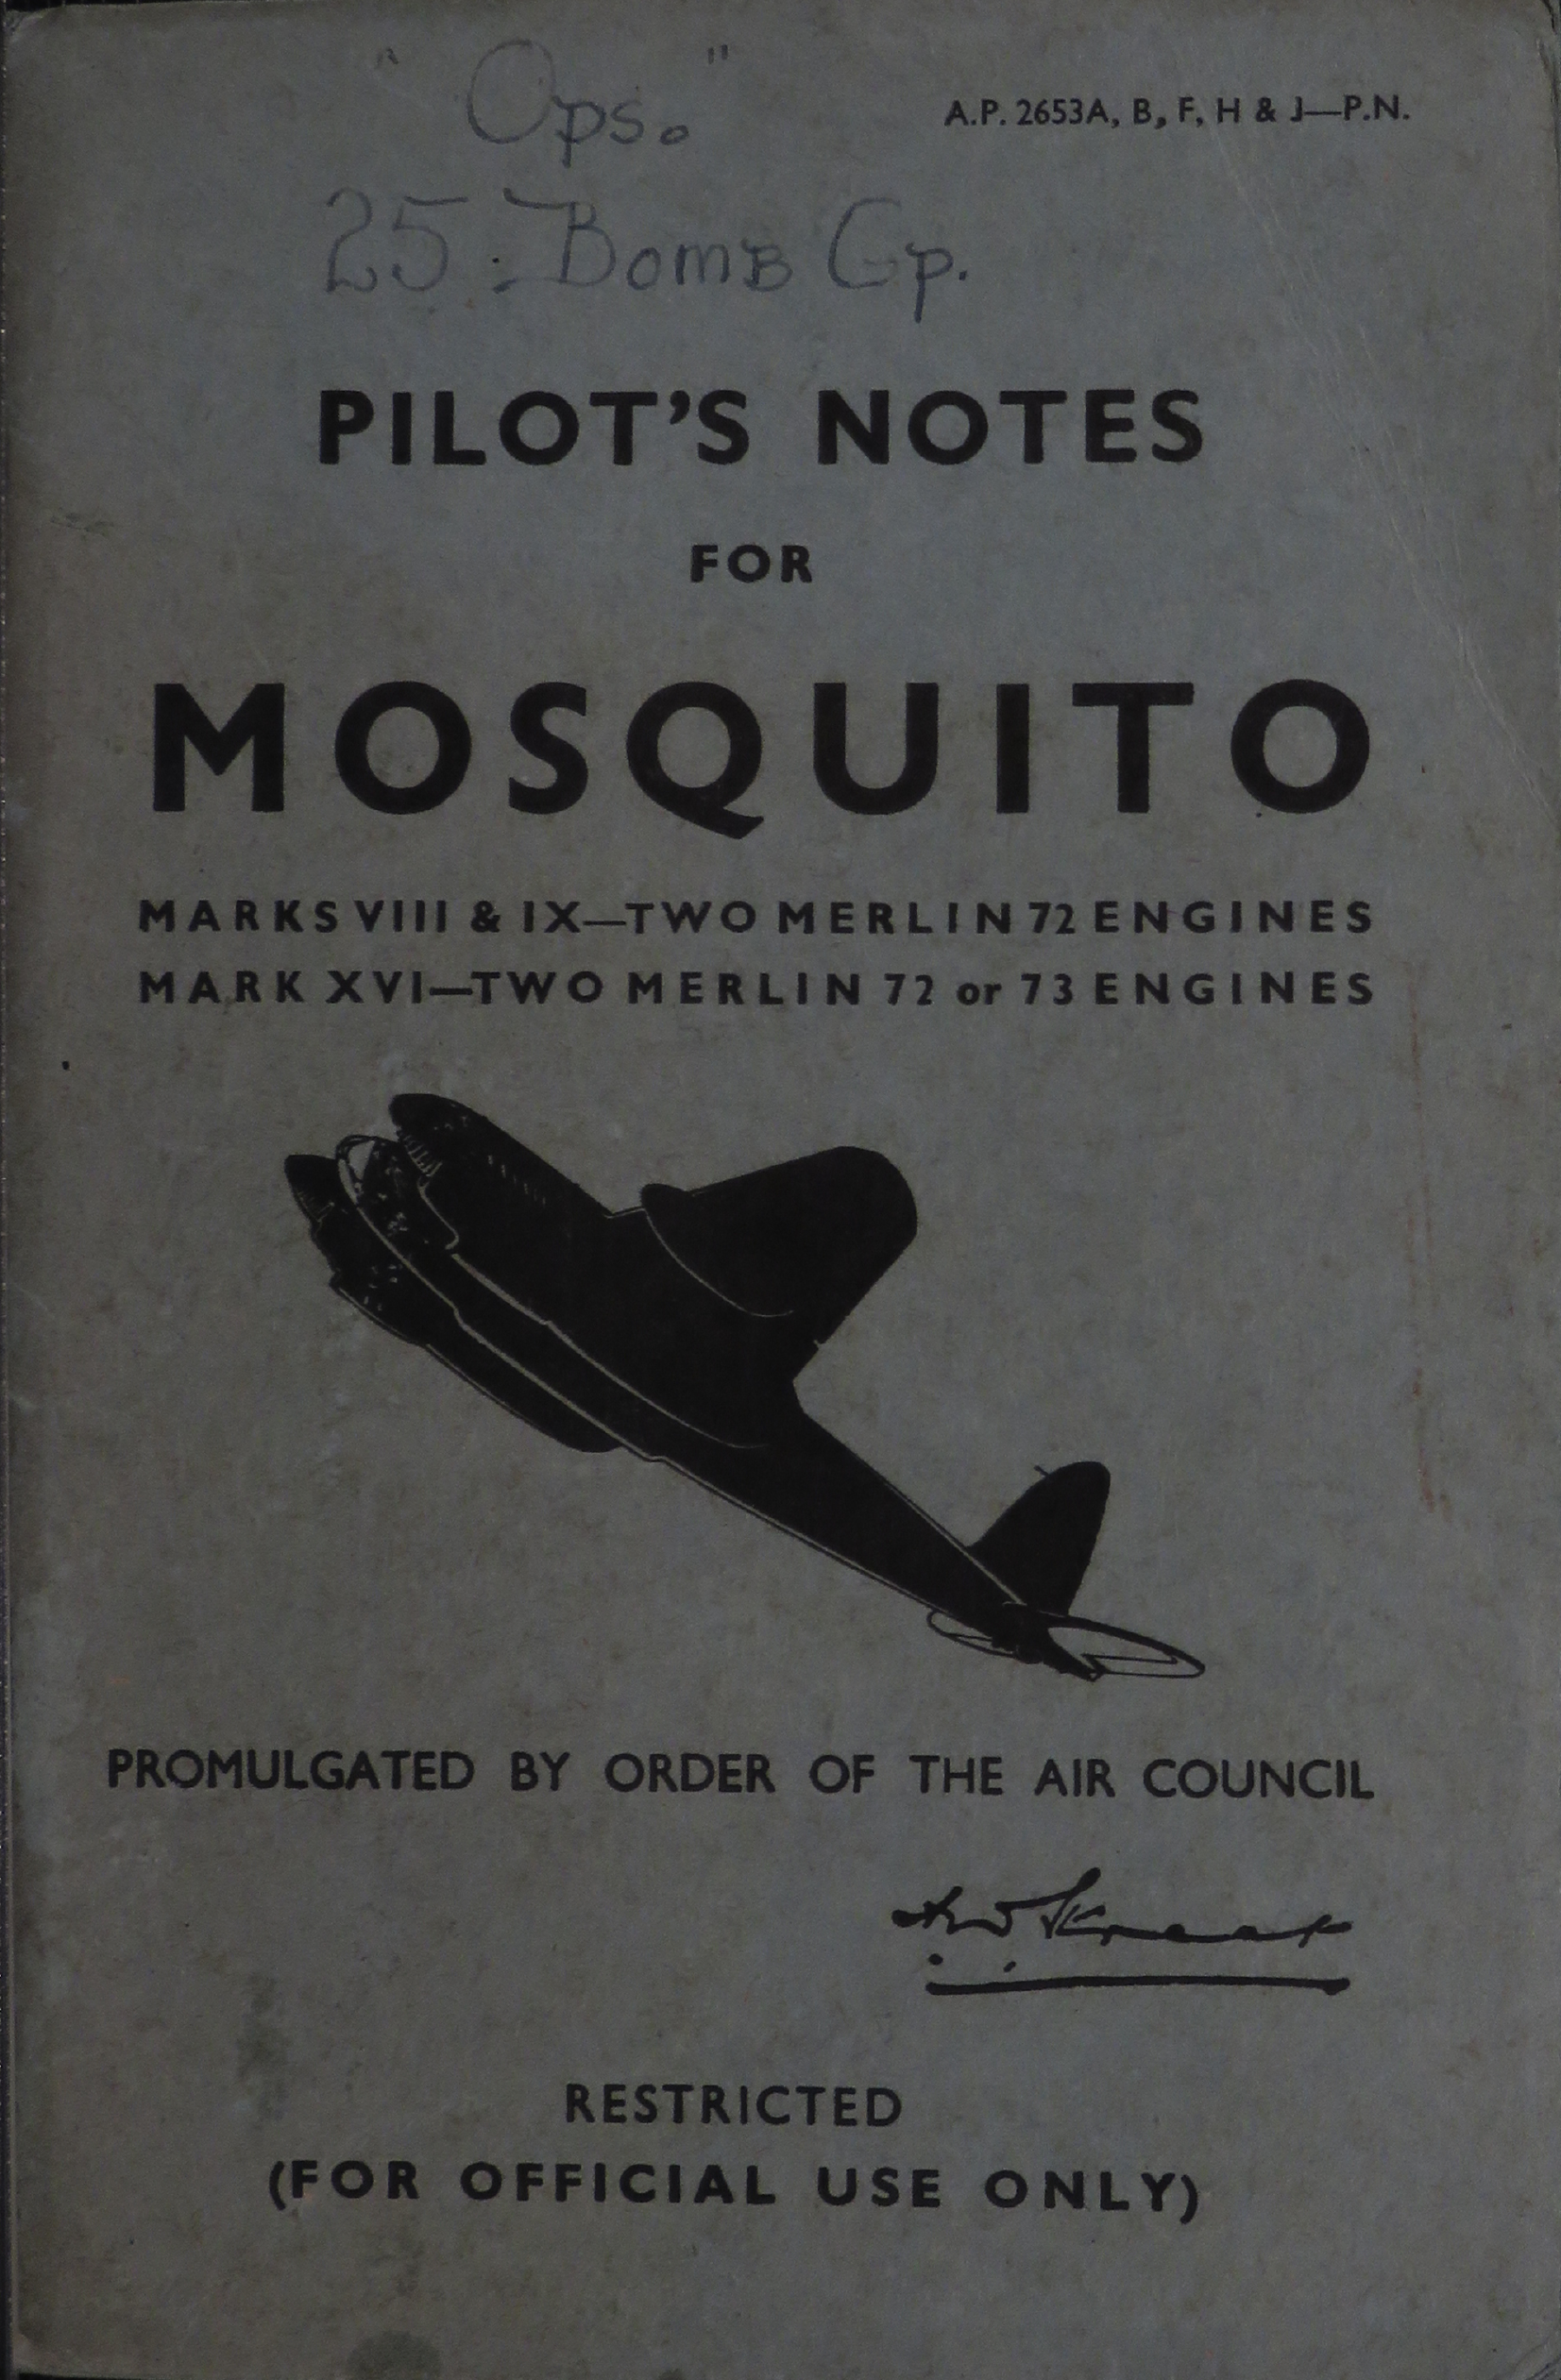 "Ops."
A.P. 2653A, B, F, H & J—P.N.
25 Bomb Gp.
PILOT'S NOTES
FOR
MOSQUITO
MARKS VIII & IX—TWO MERLIN 72 ENGINES
MARK XVI—TWO MERLIN 72 or 73 ENGINES
PROMULGATED BY ORDER OF THE AIR COUNCIL
RESTRICTED
(FOR OFFICIAL USE ONLY)